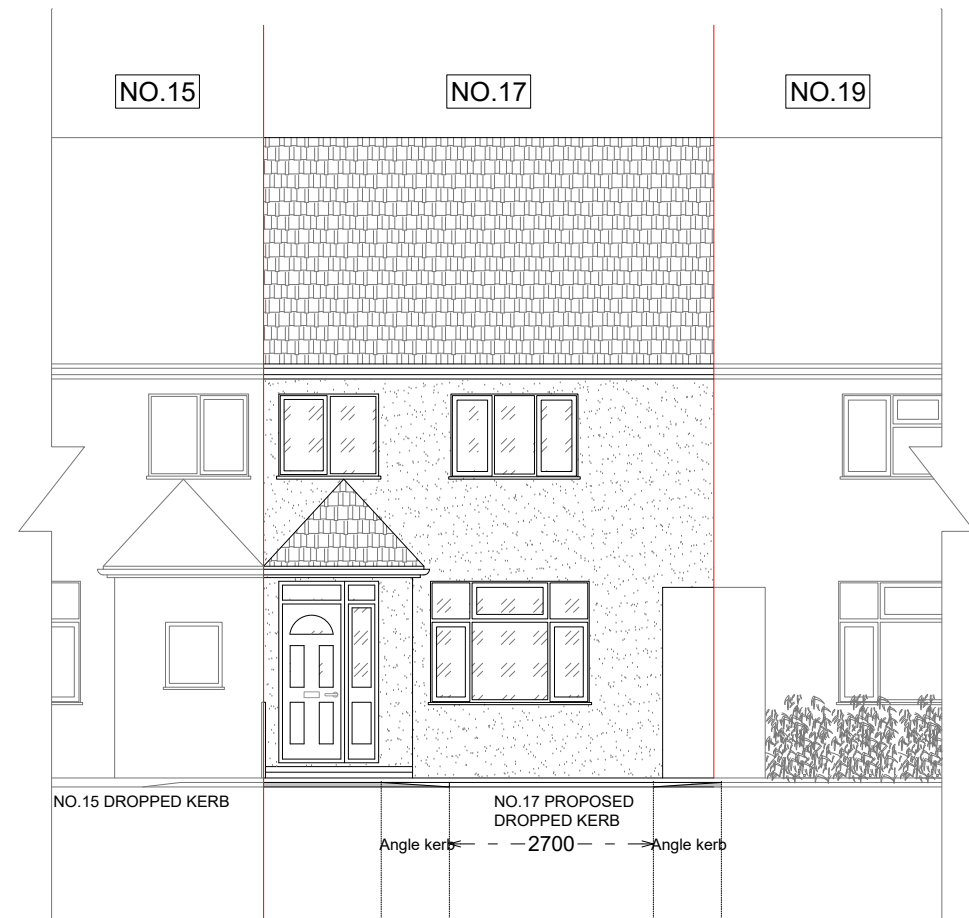 NO.15
NO.17
NO.19
NO.15 DROPPED KERB
NO.17 PROPOSED
DROPPED KERB
Angle kerb
2700
Angle kerb